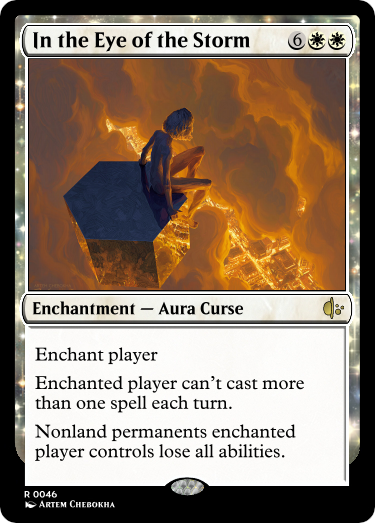 In the Eye of the Storm 6
Enchantment — Aura Curse
Enchant player
Enchanted player can't cast more
than one spell each turn.
Nonland permanents enchanted
player controls lose all abilities.
R 0046
Artem Chebokha